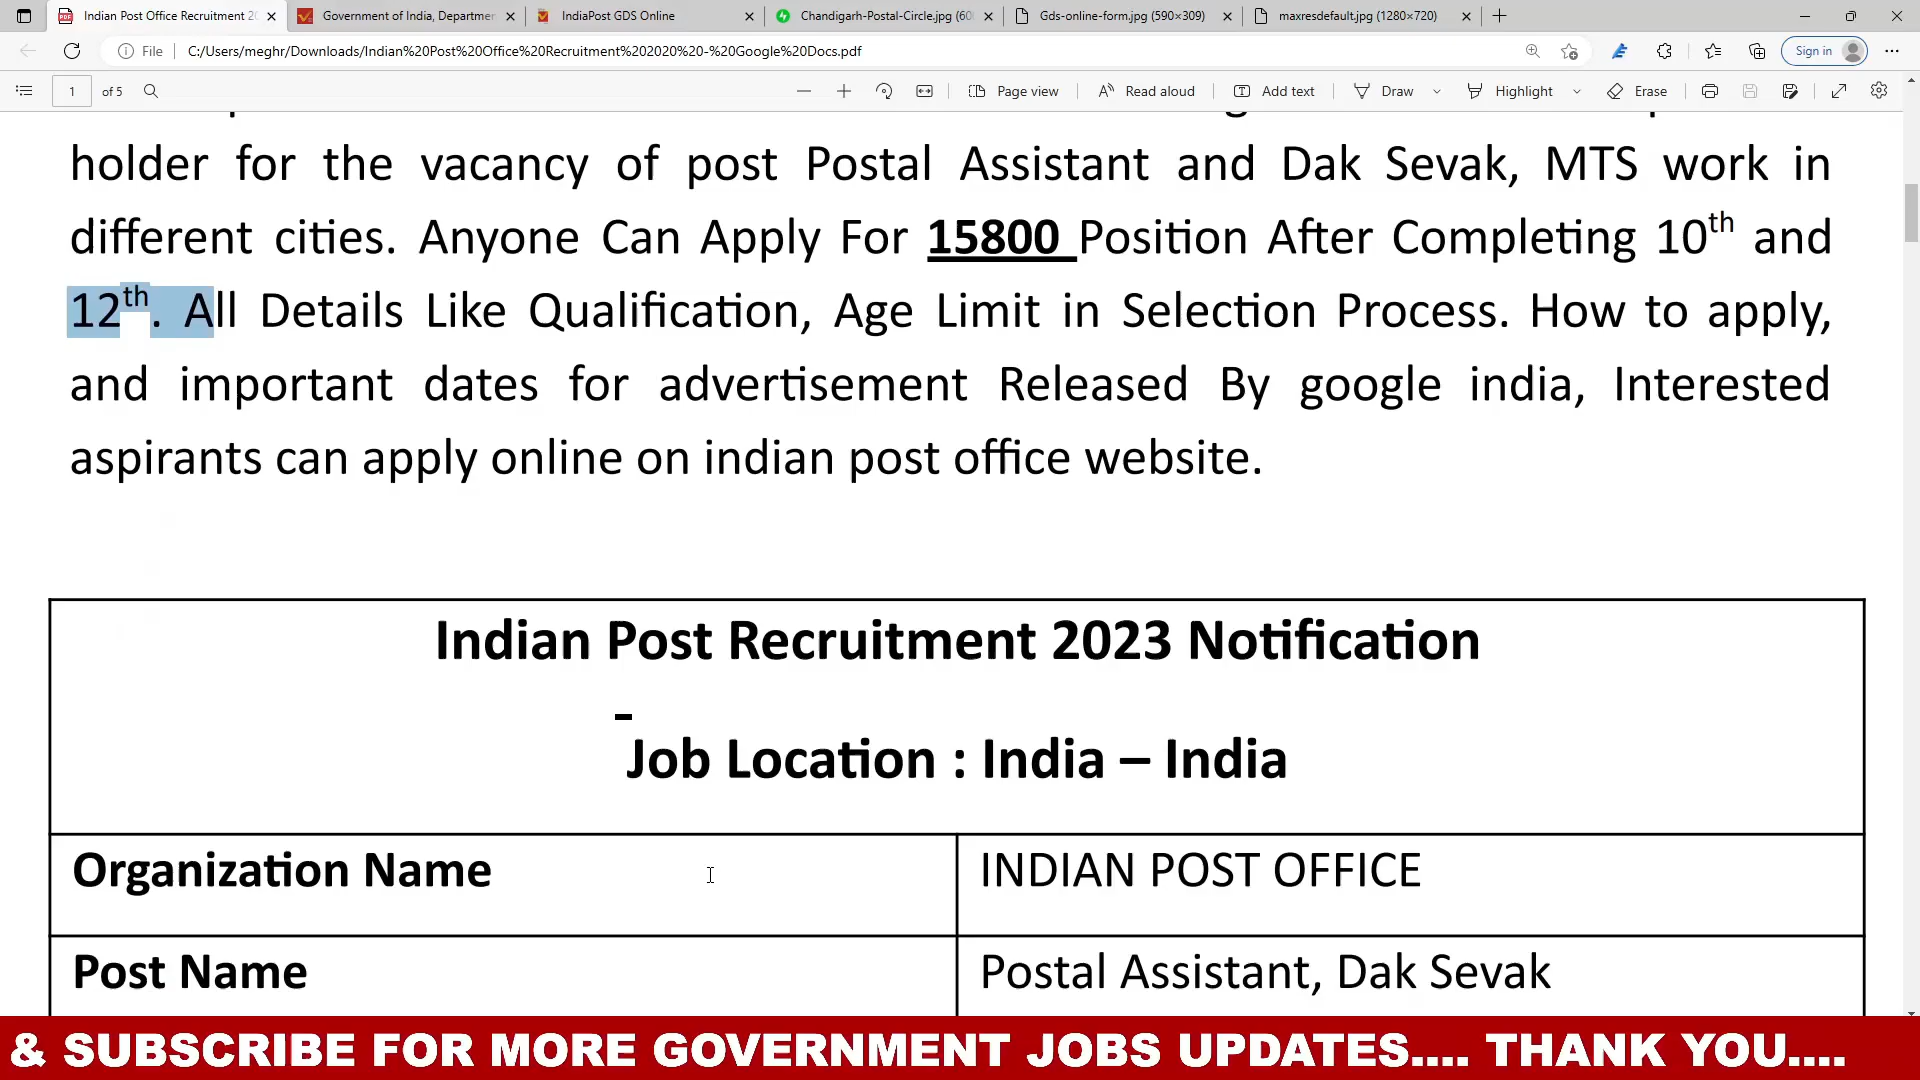 Indian Post Office Recruitment 20
Government of India, Departmen
IndiaPost GDS Online
Chandigarh-Postal-Circle.jpg (60
Gds-online-form.jpg (590×309)
maxresdefault.jpg (1280×720)
File
C:/Users/meghr/Downloads/Indian%20Post%20Office%20Recruitment%202020%20-%20Google%20Docs.pdf
Sign in
1 of 5
Page view
Read aloud
Add text
Draw
Highlight
Erase
holder for the vacancy of post Postal Assistant and Dak Sevak, MTS work in
different cities. Anyone Can Apply For 15800 Position After Completing 10th and
12th. All Details Like Qualification, Age Limit in Selection Process. How to apply,
and important dates for advertisement Released By google india, Interested
aspirants can apply online on indian post office website.
Indian Post Recruitment 2023 Notification
-
Job Location : India – India
Organization Name
INDIAN POST OFFICE
Post Name
Postal Assistant, Dak Sevak
& SUBSCRIBE FOR MORE GOVERNMENT JOBS UPDATES.... THANK YOU....